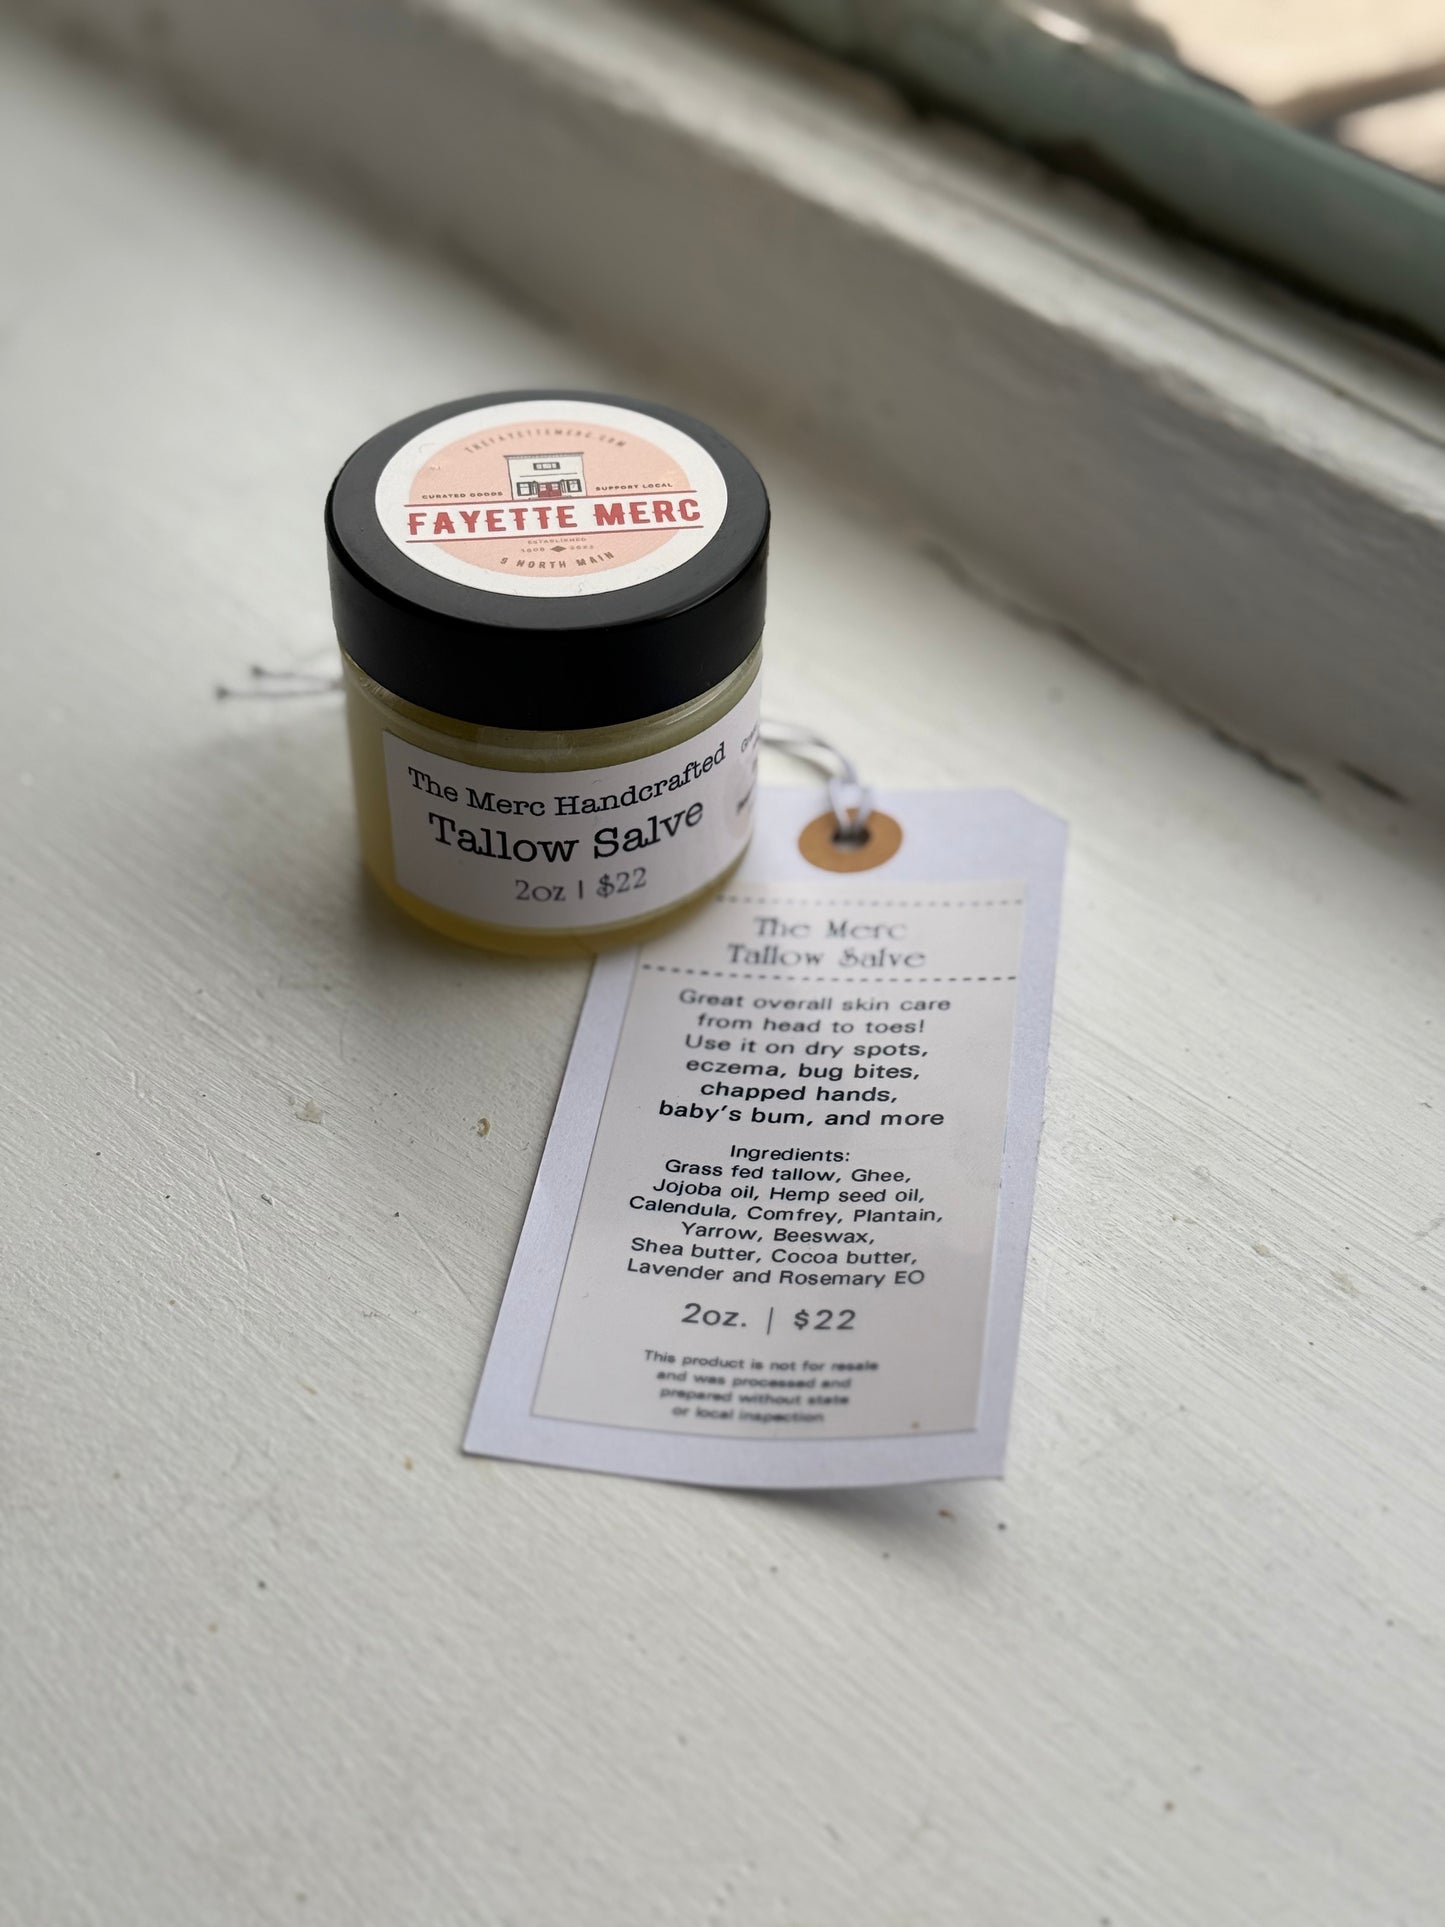 THEFAYETTEMERC.COM
CURATED GOODS
SUPPORT LOCAL
FAYETTE MERC
ESTABLISHED
9 NORTH MAIN
The Merc Handcrafted
Tallow Salve
2oz | $22
The Merc
Tallow Salve
Great overall skin care
from head to toes!
Use it on dry spots,
eczema, bug bites,
chapped hands,
baby's bum, and more
Ingredients:
Grass fed tallow, Ghee,
Jojoba oil, Hemp seed oil,
Calendula, Comfrey, Plantain,
Yarrow, Beeswax,
Shea butter, Cocoa butter,
Lavender and Rosemary EO
2oz. | $22
This product is not for resale
and was processed and
prepared without state
or local inspection